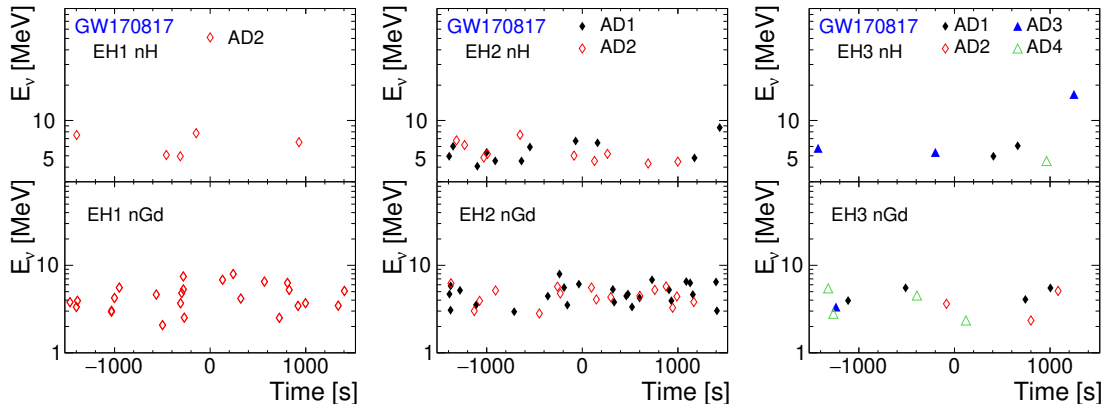 GW170817
EH1 nH
AD2
E_ν [MeV]
10
5
EH1 nGd
E_ν [MeV]
10
1
−1000 0 1000
Time [s]
GW170817
EH2 nH
AD1
AD2
E_ν [MeV]
10
5
EH2 nGd
E_ν [MeV]
10
1
−1000 0 1000
Time [s]
GW170817
EH3 nH
AD1 AD3
AD2 AD4
E_ν [MeV]
10
5
EH3 nGd
E_ν [MeV]
10
1
−1000 0 1000
Time [s]